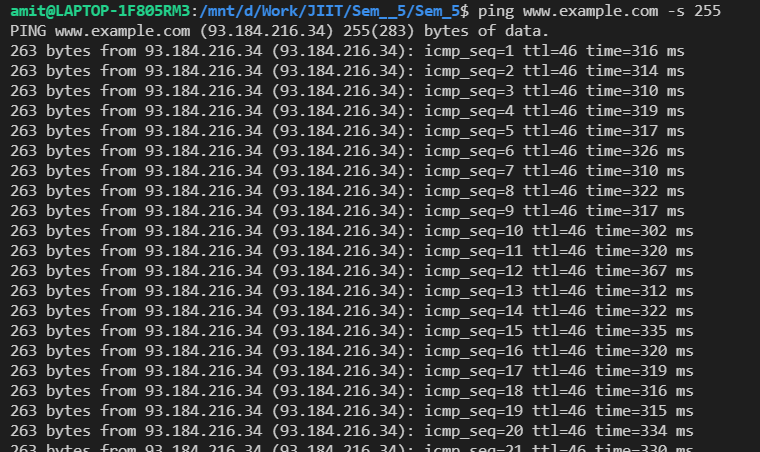 amit@LAPTOP-1F805RM3:/mnt/d/Work/JIIT/Sem__5/Sem_5$ ping www.example.com -s 255
PING www.example.com (93.184.216.34) 255(283) bytes of data.
263 bytes from 93.184.216.34 (93.184.216.34): icmp_seq=1 ttl=46 time=316 ms
263 bytes from 93.184.216.34 (93.184.216.34): icmp_seq=2 ttl=46 time=314 ms
263 bytes from 93.184.216.34 (93.184.216.34): icmp_seq=3 ttl=46 time=310 ms
263 bytes from 93.184.216.34 (93.184.216.34): icmp_seq=4 ttl=46 time=319 ms
263 bytes from 93.184.216.34 (93.184.216.34): icmp_seq=5 ttl=46 time=317 ms
263 bytes from 93.184.216.34 (93.184.216.34): icmp_seq=6 ttl=46 time=326 ms
263 bytes from 93.184.216.34 (93.184.216.34): icmp_seq=7 ttl=46 time=310 ms
263 bytes from 93.184.216.34 (93.184.216.34): icmp_seq=8 ttl=46 time=322 ms
263 bytes from 93.184.216.34 (93.184.216.34): icmp_seq=9 ttl=46 time=317 ms
263 bytes from 93.184.216.34 (93.184.216.34): icmp_seq=10 ttl=46 time=302 ms
263 bytes from 93.184.216.34 (93.184.216.34): icmp_seq=11 ttl=46 time=320 ms
263 bytes from 93.184.216.34 (93.184.216.34): icmp_seq=12 ttl=46 time=367 ms
263 bytes from 93.184.216.34 (93.184.216.34): icmp_seq=13 ttl=46 time=312 ms
263 bytes from 93.184.216.34 (93.184.216.34): icmp_seq=14 ttl=46 time=322 ms
263 bytes from 93.184.216.34 (93.184.216.34): icmp_seq=15 ttl=46 time=335 ms
263 bytes from 93.184.216.34 (93.184.216.34): icmp_seq=16 ttl=46 time=320 ms
263 bytes from 93.184.216.34 (93.184.216.34): icmp_seq=17 ttl=46 time=319 ms
263 bytes from 93.184.216.34 (93.184.216.34): icmp_seq=18 ttl=46 time=316 ms
263 bytes from 93.184.216.34 (93.184.216.34): icmp_seq=19 ttl=46 time=315 ms
263 bytes from 93.184.216.34 (93.184.216.34): icmp_seq=20 ttl=46 time=334 ms
263 bytes from 93.184.216.34 (93.184.216.34): icmp_seq=21 ttl=46 time=330 ms